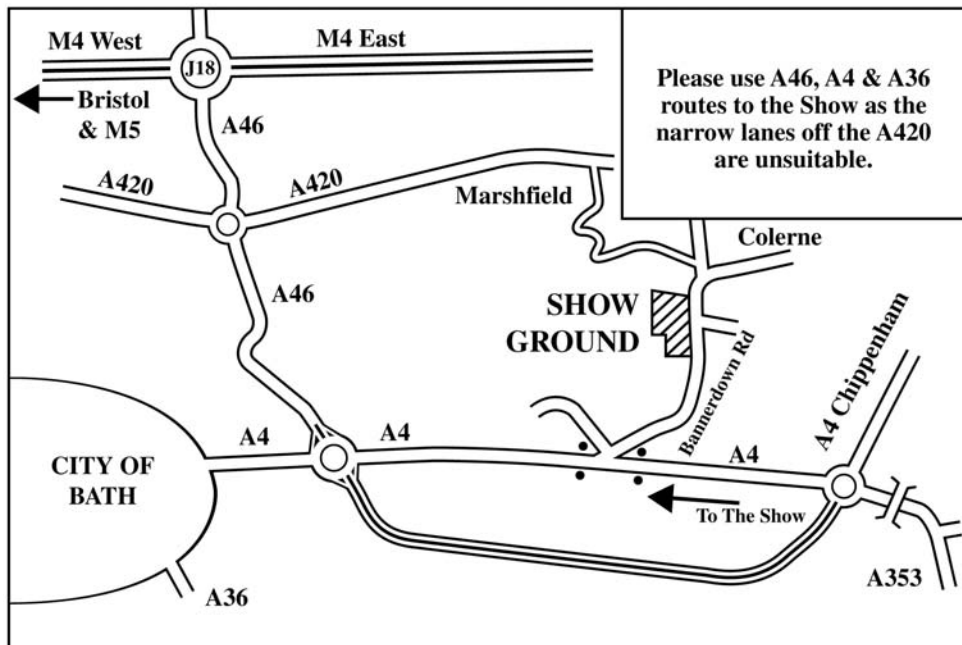 M4 West
M4 East
J18
Bristol
& M5
A46
Please use A46, A4 & A36
routes to the Show as the
narrow lanes off the A420
are unsuitable.
A420
A420
Marshfield
Colerne
A46
SHOW
GROUND
Bannerdown Rd
A4 Chippenham
A4
A4
A4
CITY OF
BATH
To The Show
A36
A353